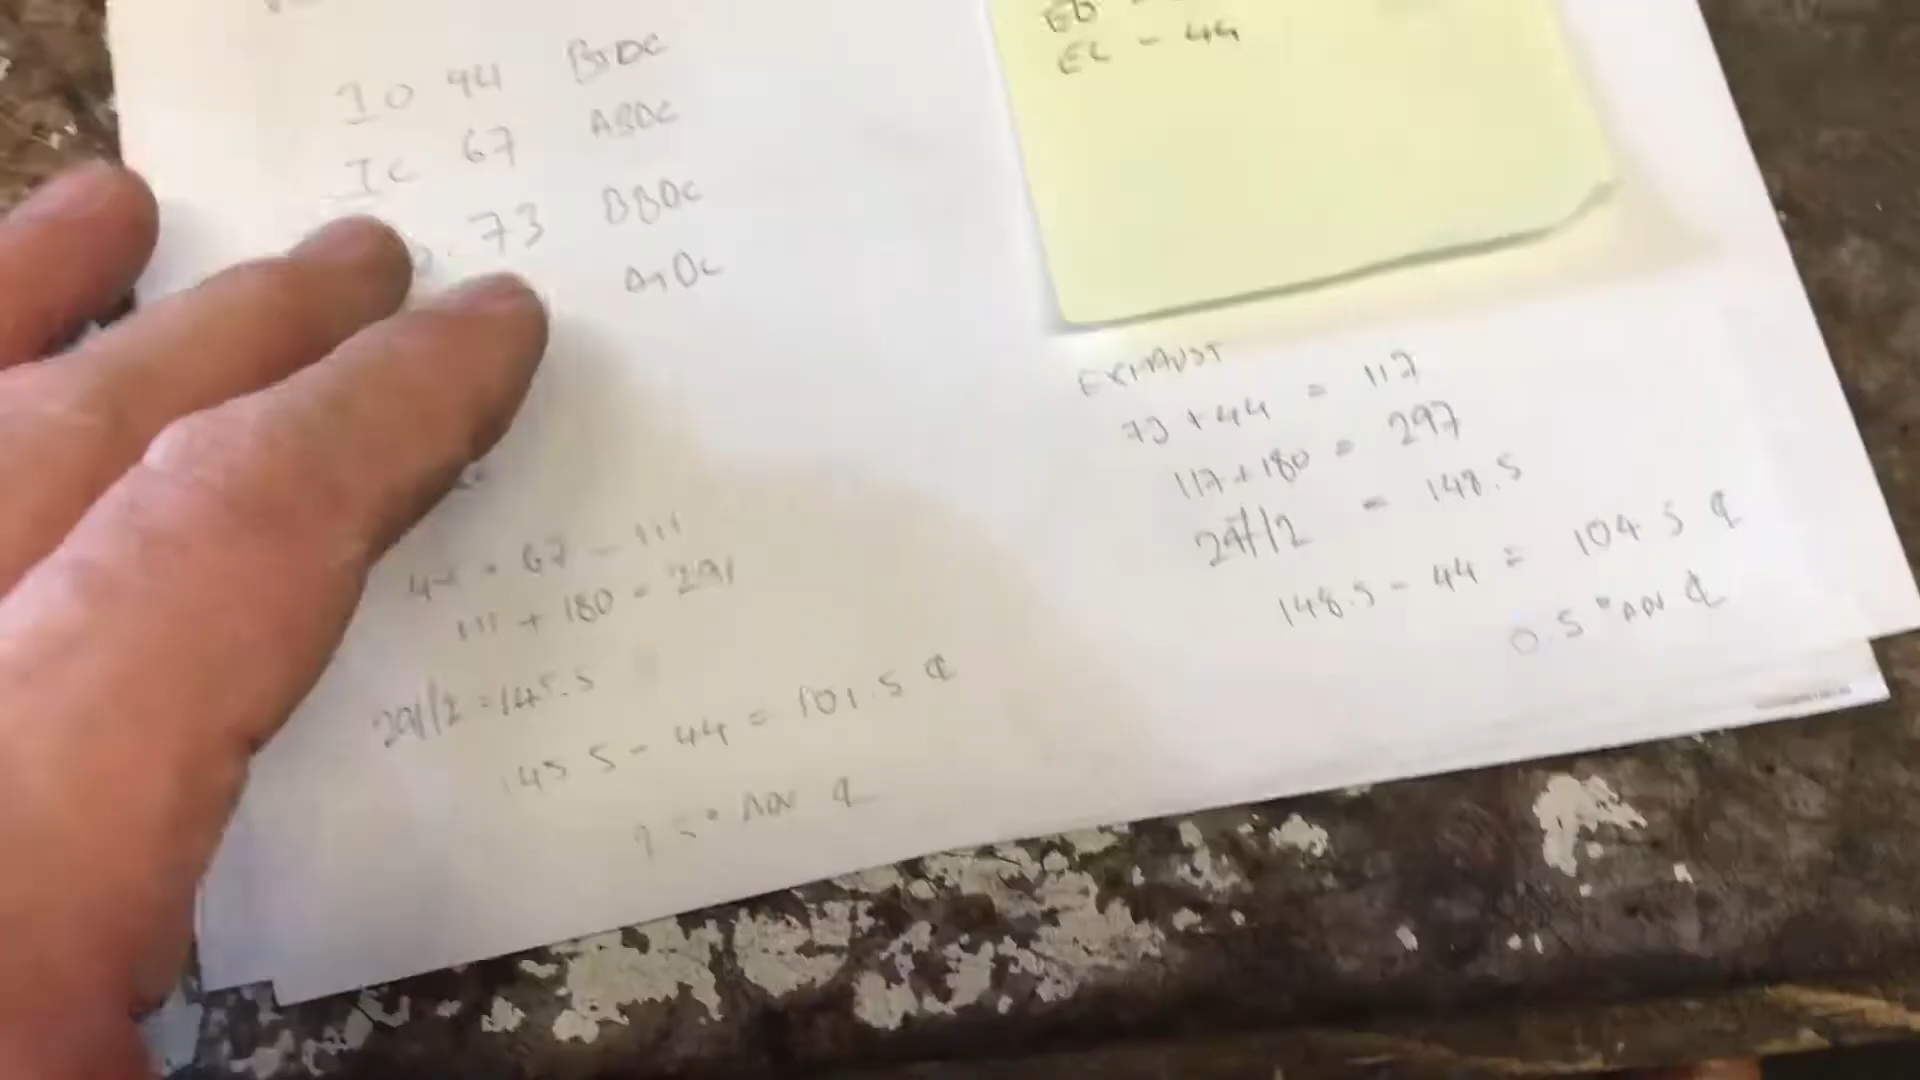 IO 44 BTDC
IC 67 ABDC
73 BBDC
ATDC
44 + 67 = 111
111 + 180 = 291
291/2 = 145.5
145.5 - 44 = 101.5 ℄
° ADV ℄
EC - 44
EXHAUST
73 + 44 = 117
117 + 180 = 297
297/2 = 148.5
148.5 - 44 = 104.5 ℄
0.5° ADV ℄